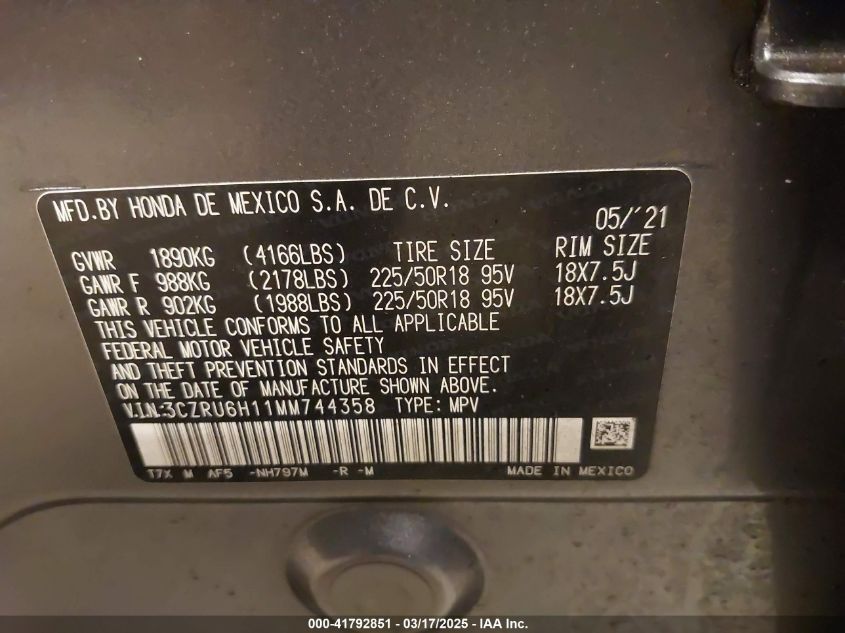 MFD.BY HONDA DE MEXICO S.A. DE C.V.
05/'21
GVWR 1890KG (4166LBS) TIRE SIZE RIM SIZE
GAWR F 988KG (2178LBS) 225/50R18 95V 18X7.5J
GAWR R 902KG (1988LBS) 225/50R18 95V 18X7.5J
THIS VEHICLE CONFORMS TO ALL APPLICABLE
FEDERAL MOTOR VEHICLE SAFETY
AND THEFT PREVENTION STANDARDS IN EFFECT
ON THE DATE OF MANUFACTURE SHOWN ABOVE.
V.I.N.3CZRU6H11MM744358 TYPE: MPV
T7X M AF5 -NH797M -R -M MADE IN MEXICO
000-41792851 - 03/17/2025 - IAA Inc.